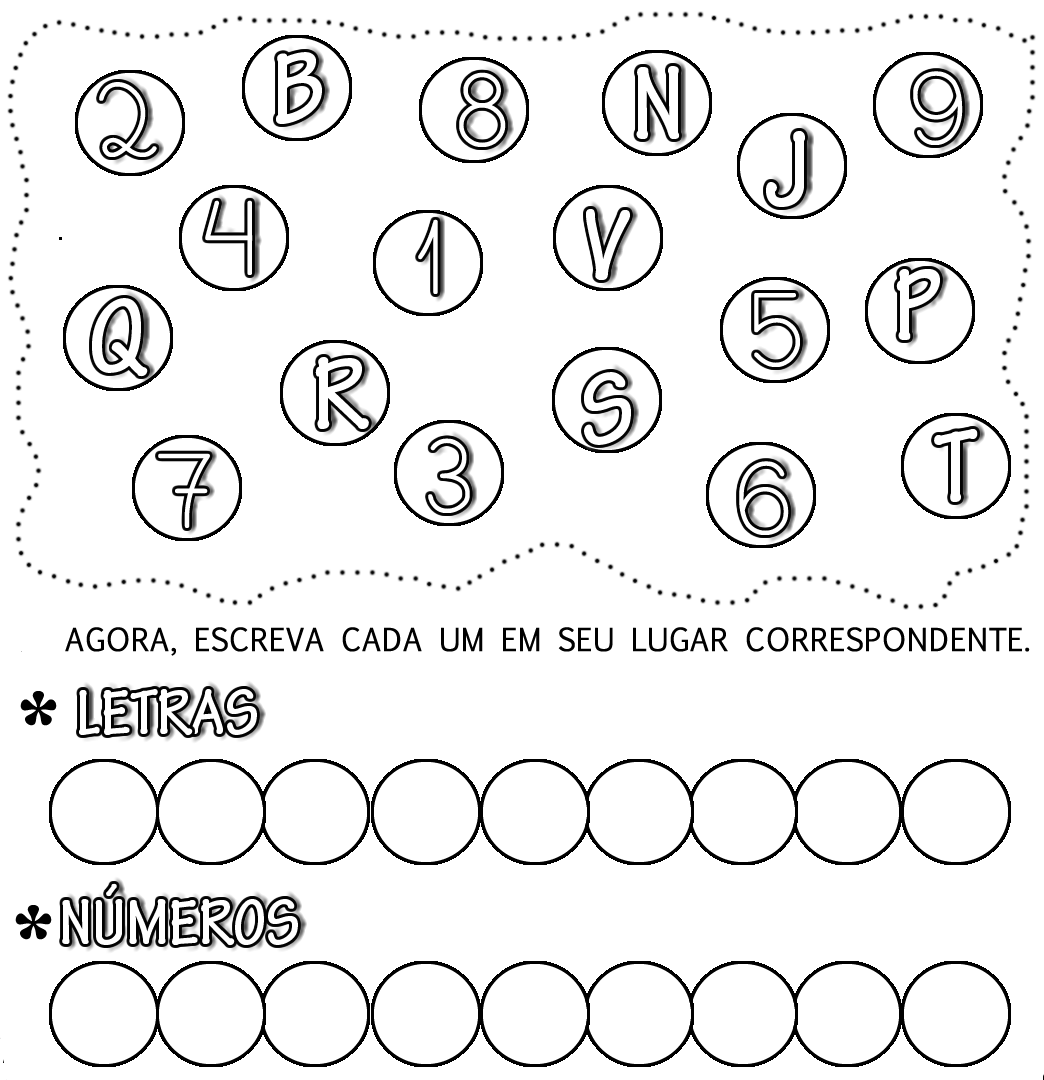 2 B 8 N J 9
4 1 V
Q R S 5 P
7 3 6 T
AGORA, ESCREVA CADA UM EM SEU LUGAR CORRESPONDENTE.
* LETRAS
* NÚMEROS